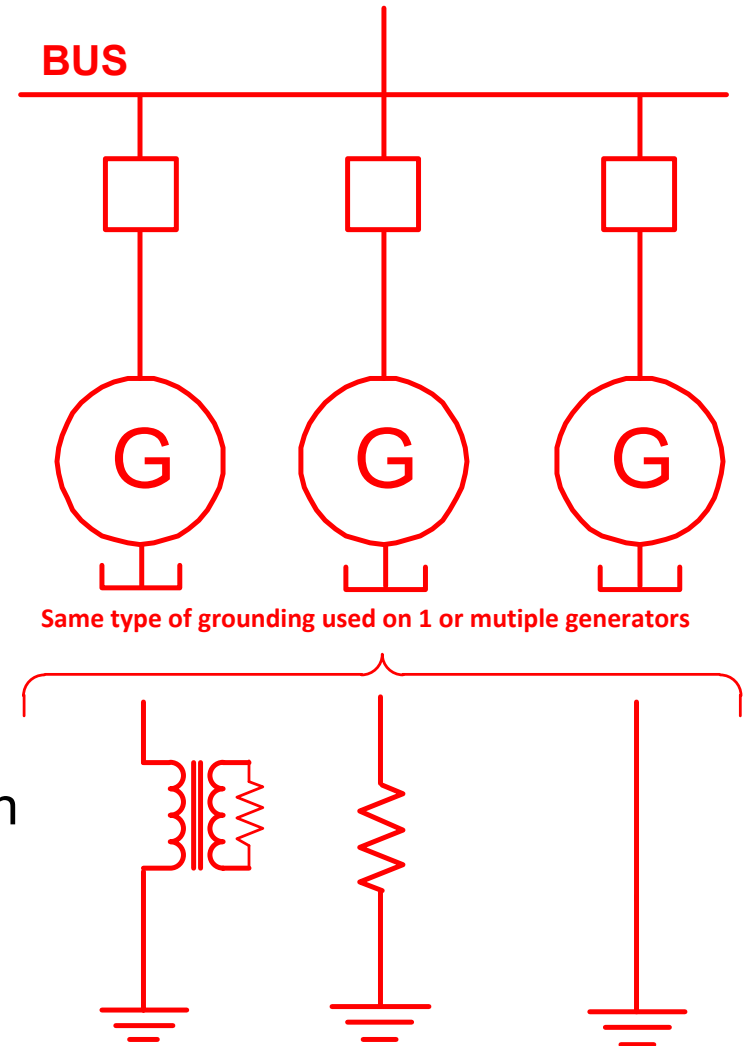 BUS
G G G
Same type of grounding used on 1 or mutiple generators
n